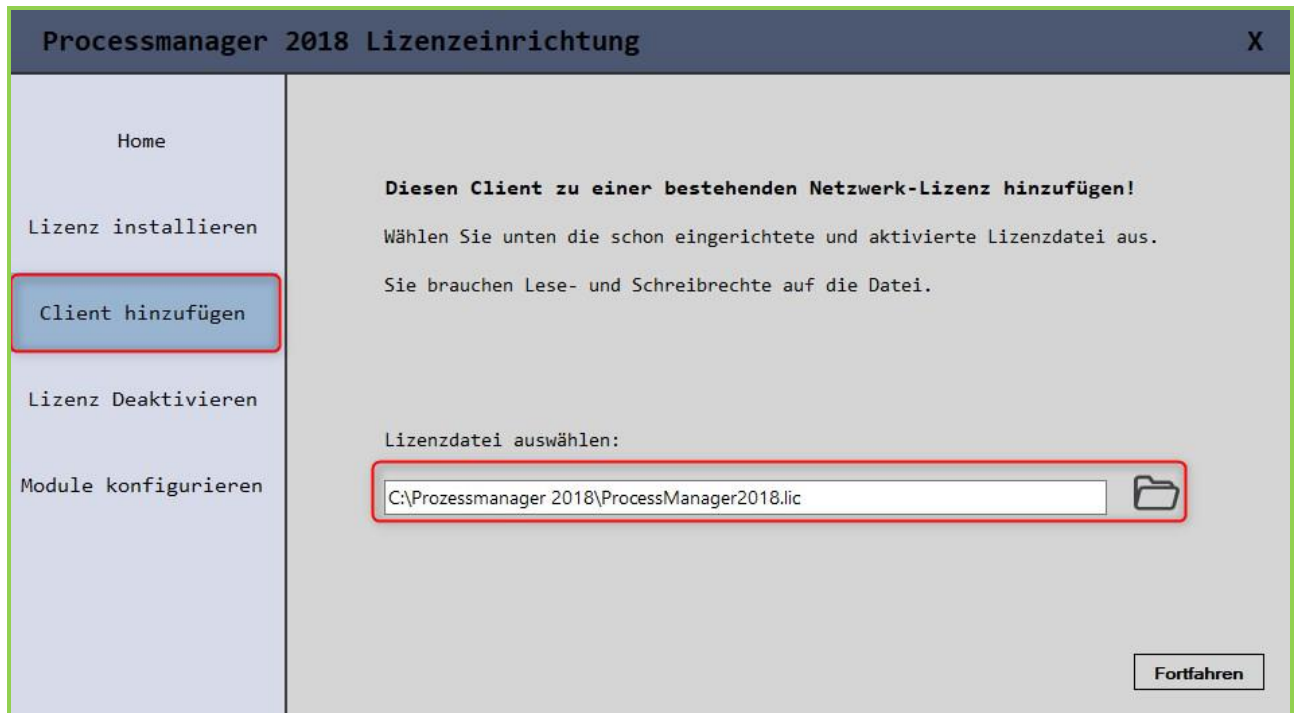 Processmanager 2018 Lizenzeinrichtung X
Home
Lizenz installieren
Client hinzufügen
Lizenz Deaktivieren
Module konfigurieren
Diesen Client zu einer bestehenden Netzwerk-Lizenz hinzufügen!
Wählen Sie unten die schon eingerichtete und aktivierte Lizenzdatei aus.
Sie brauchen Lese- und Schreibrechte auf die Datei.
Lizenzdatei auswählen:
C:\Prozessmanager 2018\ProcessManager2018.lic
Fortfahren